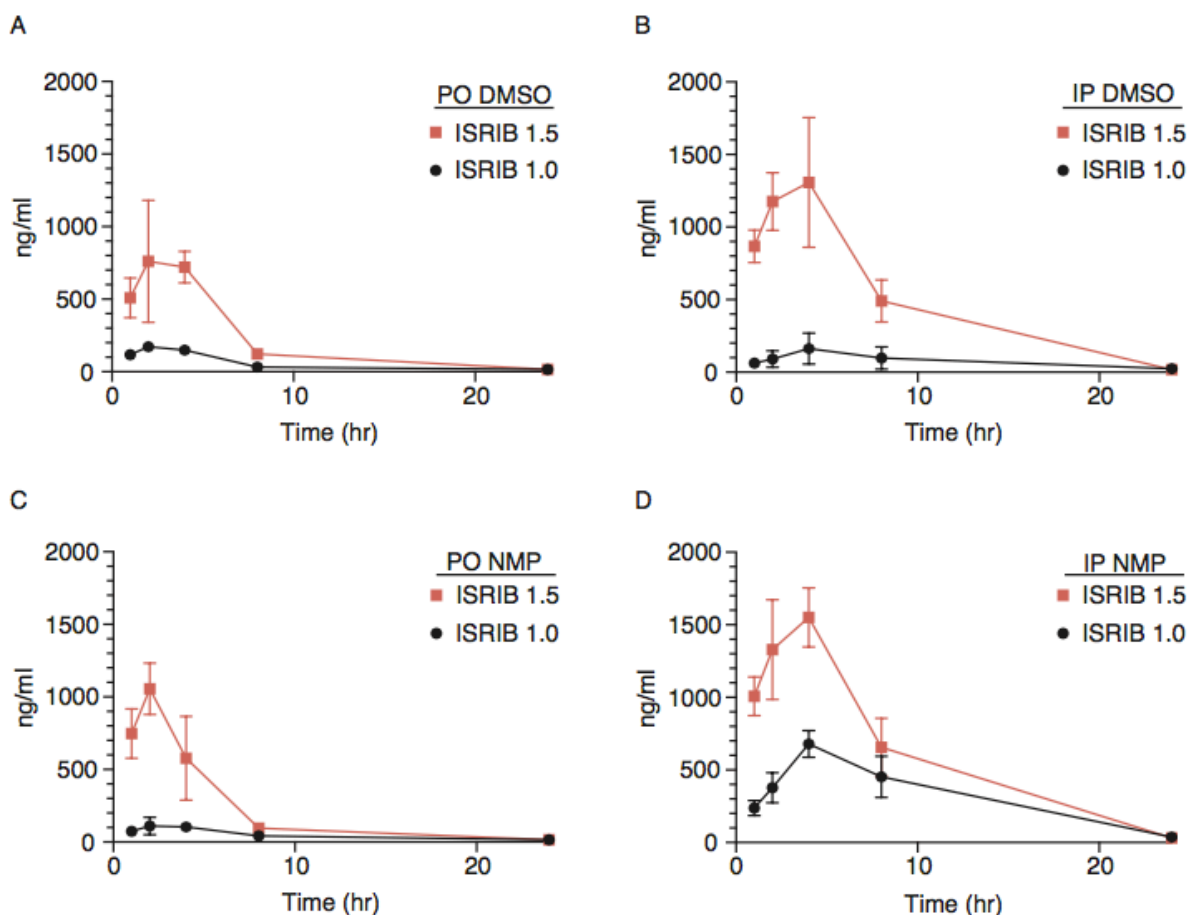 A
PO DMSO
ISRIB 1.5
ISRIB 1.0
2000
1500
1000
500
0
ng/ml
0 10 20
Time (hr)
B
IP DMSO
ISRIB 1.5
ISRIB 1.0
2000
1500
1000
500
0
ng/ml
0 10 20
Time (hr)
C
PO NMP
ISRIB 1.5
ISRIB 1.0
2000
1500
1000
500
0
ng/ml
0 10 20
Time (hr)
D
IP NMP
ISRIB 1.5
ISRIB 1.0
2000
1500
1000
500
0
ng/ml
0 10 20
Time (hr)